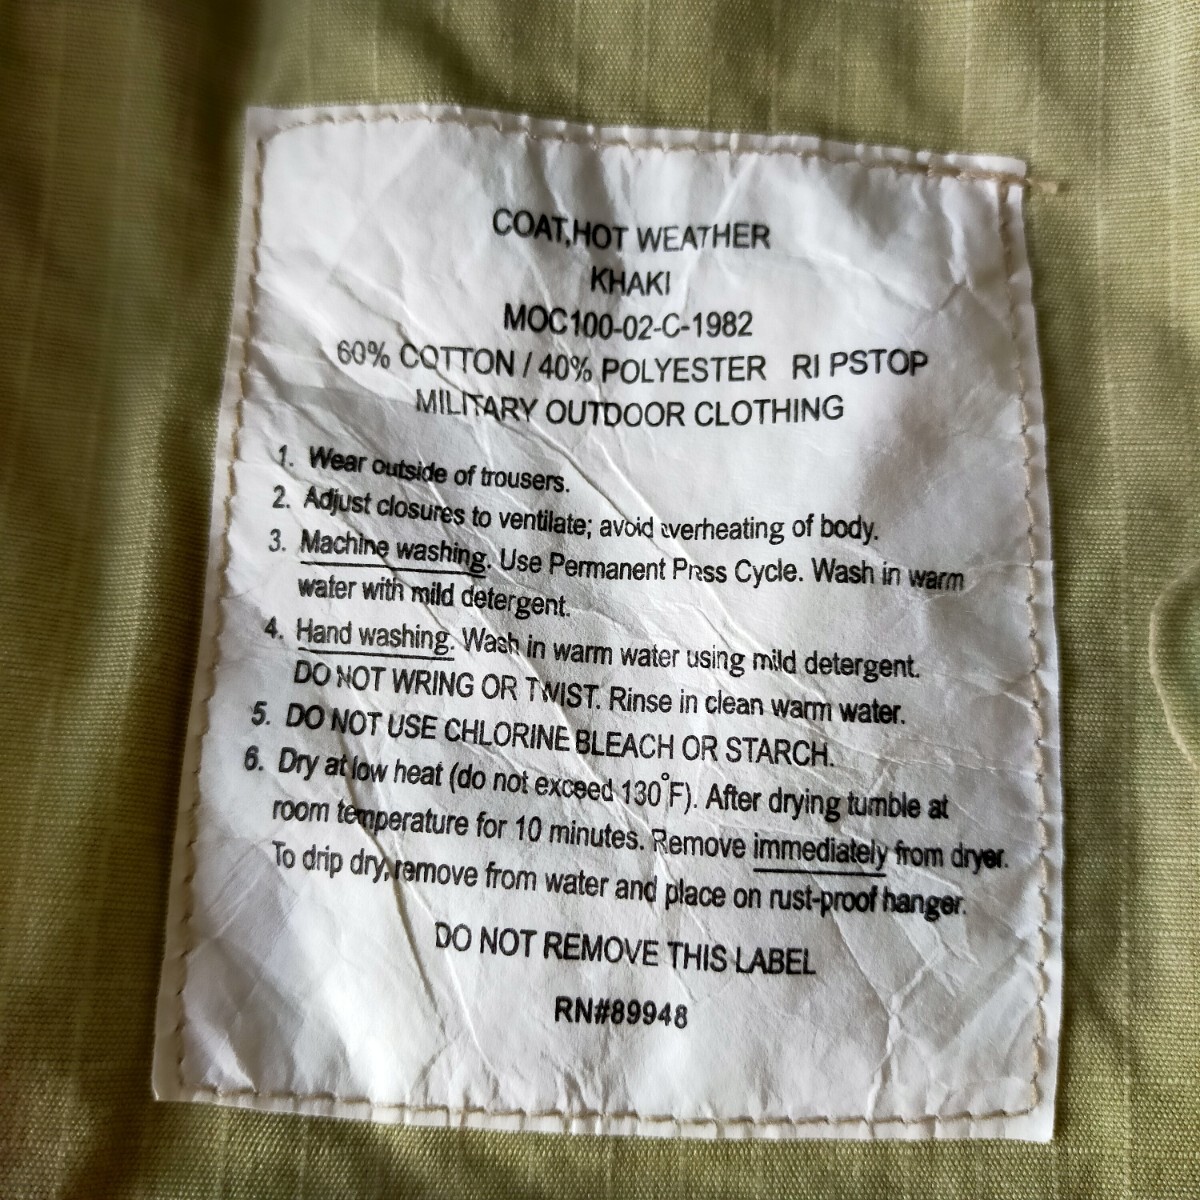 COAT,HOT WEATHER
KHAKI
MOC100-02-C-1982
60% COTTON / 40% POLYESTER RI PSTOP
MILITARY OUTDOOR CLOTHING
1. Wear outside of trousers.
2. Adjust closures to ventilate; avoid overheating of body.
3. Machine washing. Use Permanent Press Cycle. Wash in warm
water with mild detergent.
4. Hand washing. Wash in warm water using mild detergent.
DO NOT WRING OR TWIST. Rinse in clean warm water.
5. DO NOT USE CHLORINE BLEACH OR STARCH.
6. Dry at low heat (do not exceed 130°F). After drying tumble at
room temperature for 10 minutes. Remove immediately from dryer.
To drip dry, remove from water and place on rust-proof hanger.
DO NOT REMOVE THIS LABEL
RN#89948